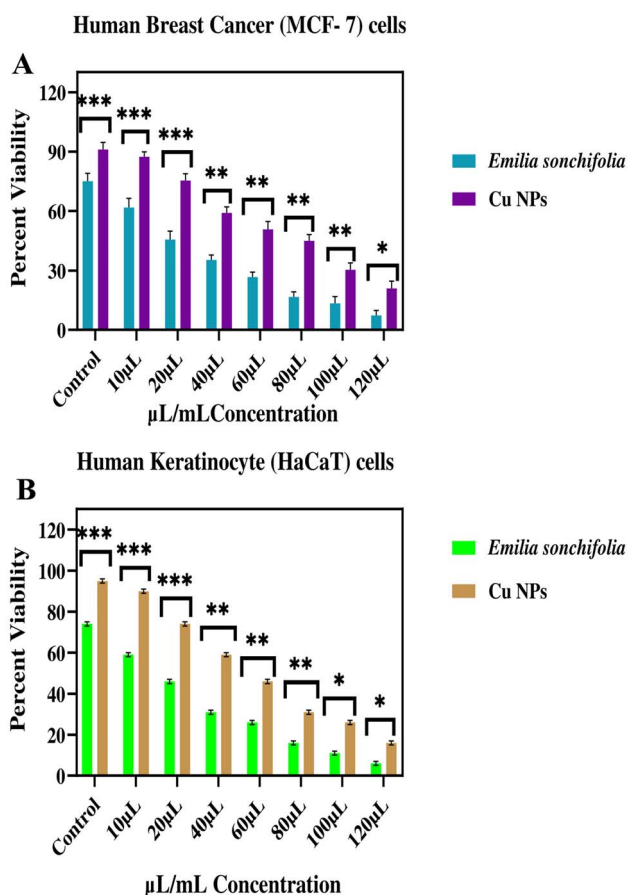 Human Breast Cancer (MCF- 7) cells
A
Percent Viability
120
90
60
30
0
***
***
***
**
**
**
**
*
Emilia sonchifolia
Cu NPs
Control
10µL
20µL
40µL
60µL
80µL
100µL
120µL
µL/mLConcentration
Human Keratinocyte (HaCaT) cells
B
Percent Viability
120
100
80
60
40
20
0
***
***
***
**
**
**
*
*
Emilia sonchifolia
Cu NPs
Control
10µL
20µL
40µL
60µL
80µL
100µL
120µL
µL/mL Concentration